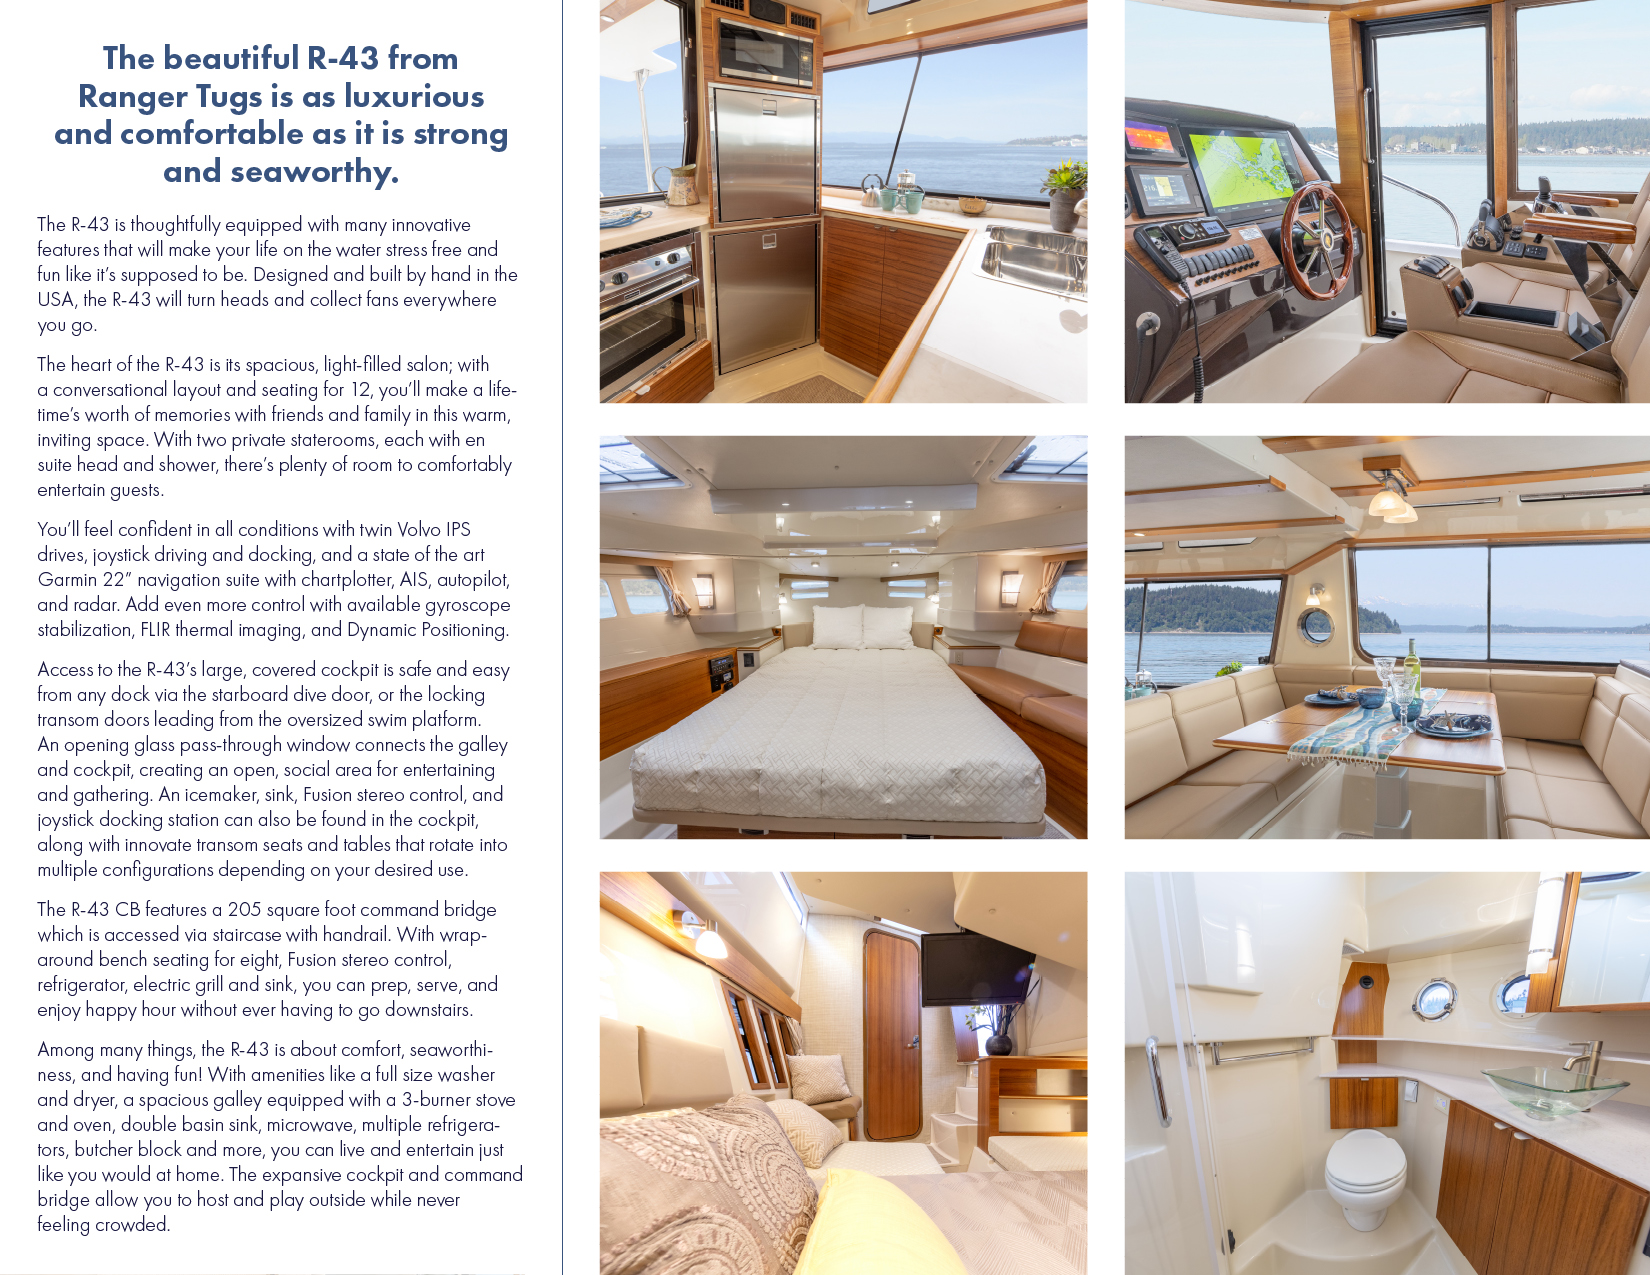 The beautiful R-43 from
Ranger Tugs is as luxurious
and comfortable as it is strong
and seaworthy.
The R-43 is thoughtfully equipped with many innovative
features that will make your life on the water stress free and
fun like it’s supposed to be. Designed and built by hand in the
USA, the R-43 will turn heads and collect fans everywhere
you go.
The heart of the R-43 is its spacious, light-filled salon; with
a conversational layout and seating for 12, you’ll make a life-
time’s worth of memories with friends and family in this warm,
inviting space. With two private staterooms, each with en
suite head and shower, there’s plenty of room to comfortably
entertain guests.
You’ll feel confident in all conditions with twin Volvo IPS
drives, joystick driving and docking, and a state of the art
Garmin 22” navigation suite with chartplotter, AIS, autopilot,
and radar. Add even more control with available gyroscope
stabilization, FLIR thermal imaging, and Dynamic Positioning.
Access to the R-43’s large, covered cockpit is safe and easy
from any dock via the starboard dive door, or the locking
transom doors leading from the oversized swim platform.
An opening glass pass-through window connects the galley
and cockpit, creating an open, social area for entertaining
and gathering. An icemaker, sink, Fusion stereo control, and
joystick docking station can also be found in the cockpit,
along with innovate transom seats and tables that rotate into
multiple configurations depending on your desired use.
The R-43 CB features a 205 square foot command bridge
which is accessed via staircase with handrail. With wrap-
around bench seating for eight, Fusion stereo control,
refrigerator, electric grill and sink, you can prep, serve, and
enjoy happy hour without ever having to go downstairs.
Among many things, the R-43 is about comfort, seaworthi-
ness, and having fun! With amenities like a full size washer
and dryer, a spacious galley equipped with a 3-burner stove
and oven, double basin sink, microwave, multiple refrigera-
tors, butcher block and more, you can live and entertain just
like you would at home. The expansive cockpit and command
bridge allow you to host and play outside while never
feeling crowded.